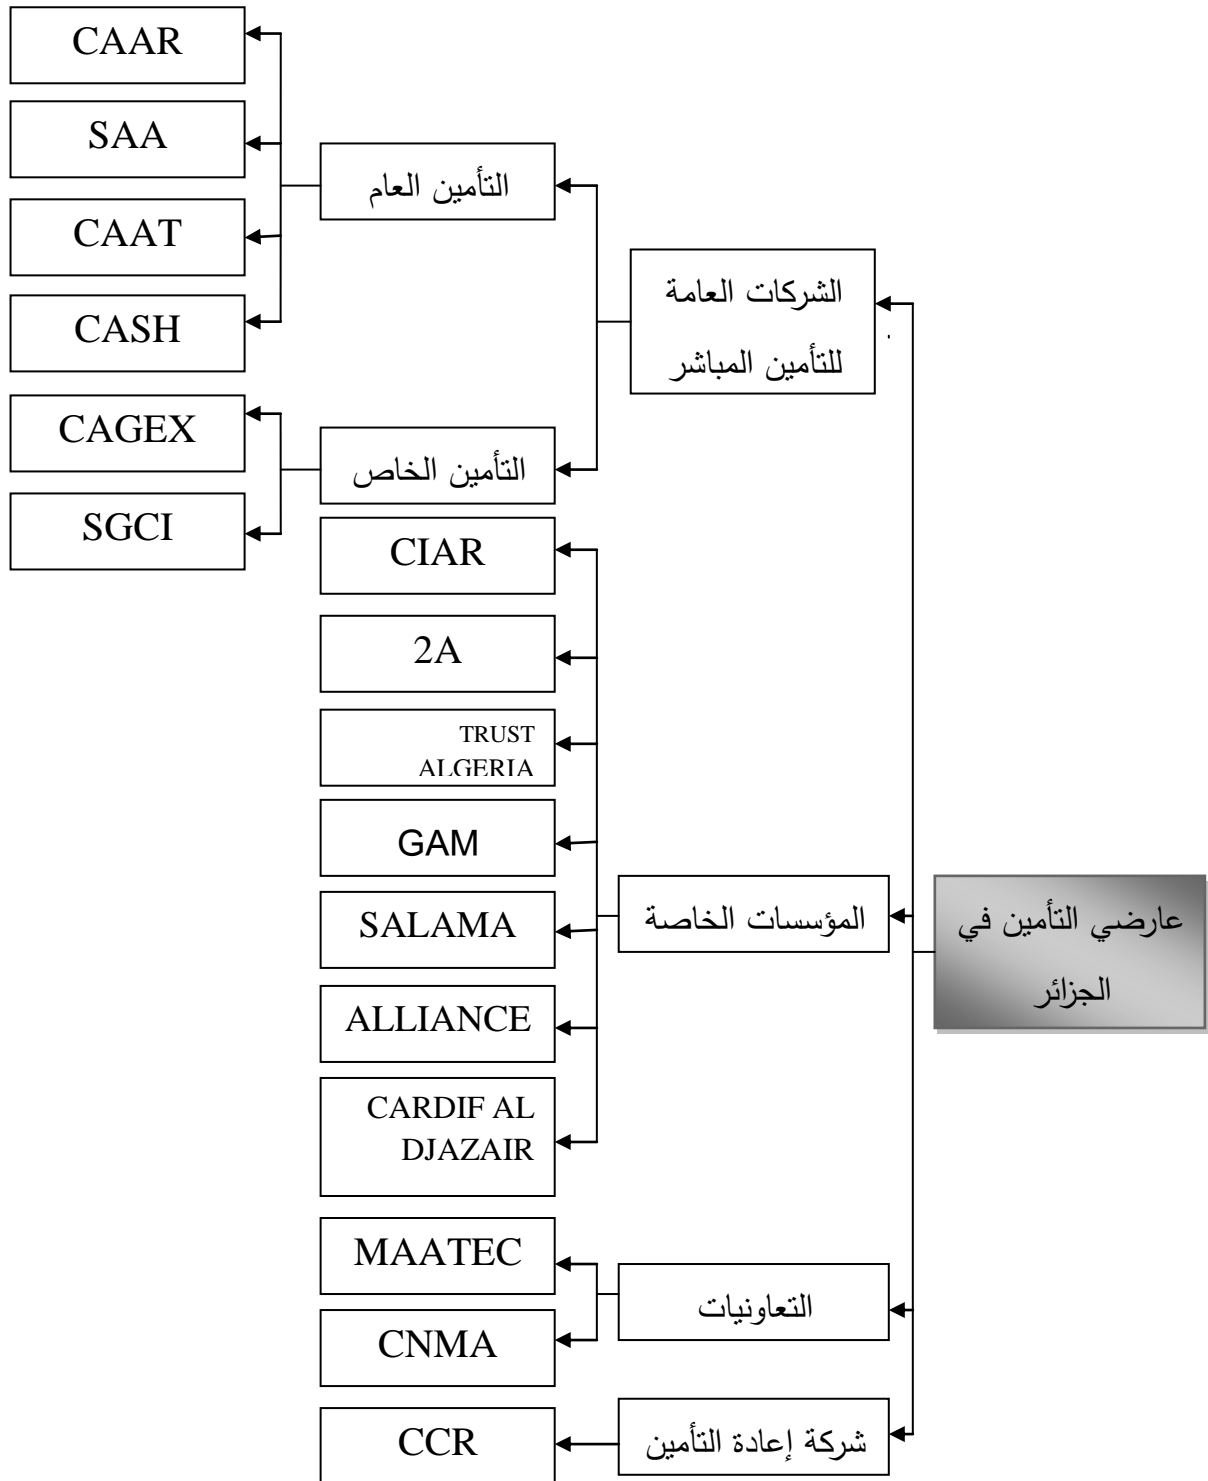 عارضي التأمين في
الجزائر
الشركات العامة
للتأمين المباشر
.
التأمين العام
CAAR
SAA
CAAT
CASH
التأمين الخاص
CAGEX
SGCI
المؤسسات الخاصة
CIAR
2A
TRUST
ALGERIA
GAM
SALAMA
ALLIANCE
CARDIF AL
DJAZAIR
التعاونيات
MAATEC
CNMA
شركة إعادة التأمين
CCR